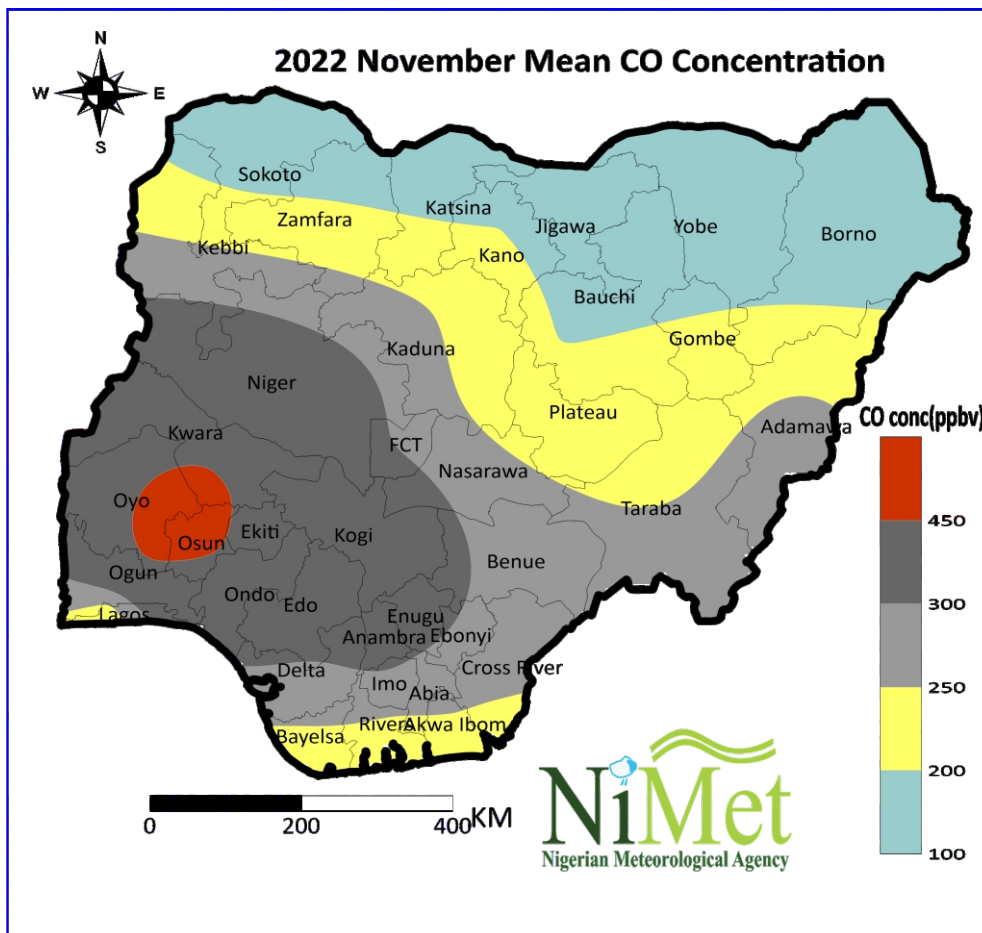 N
2022 November Mean CO Concentration
W E
S
Sokoto
Katsina
Zamfara
Jigawa Yobe Borno
Kebbi Kano
Bauchi
Gombe
Kaduna
Niger
Plateau
CO conc(ppbv)
Adamawa
Kwara
FCT
Nasarawa
Oyo
Taraba
450
Ekiti Kogi
Osun
Benue
Ogun
Ondo
Edo
300
Lagos
Enugu
Anambra Ebonyi
Delta Cross River
Imo
Abia
250
Rivers Akwa Ibom
Bayelsa
200
NiMet
0 200 400 KM
Nigerian Meteorological Agency
100